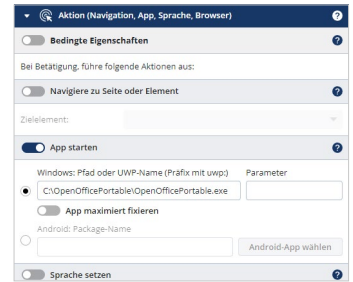 Aktion (Navigation, App, Sprache, Browser)
Bedingte Eigenschaften
Bei Betätigung, führe folgende Aktionen aus:
Navigiere zu Seite oder Element
Zielelement:
App starten
Windows: Pfad oder UWP-Name (Präfix mit uwp:) Parameter
C:\OpenOfficePortable\OpenOfficePortable.exe
App maximiert fixieren
Android: Package-Name
Android-App wählen
Sprache setzen